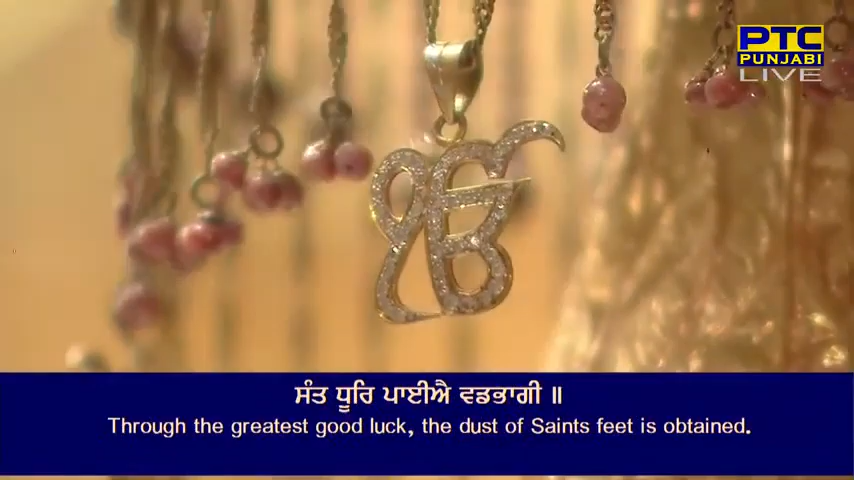 PTC
PUNJABI
LIVE
ੴ
ਸੰਤ ਧੂਰਿ ਪਾਈਐ ਵਡਭਾਗੀ ॥
Through the greatest good luck, the dust of Saints feet is obtained.